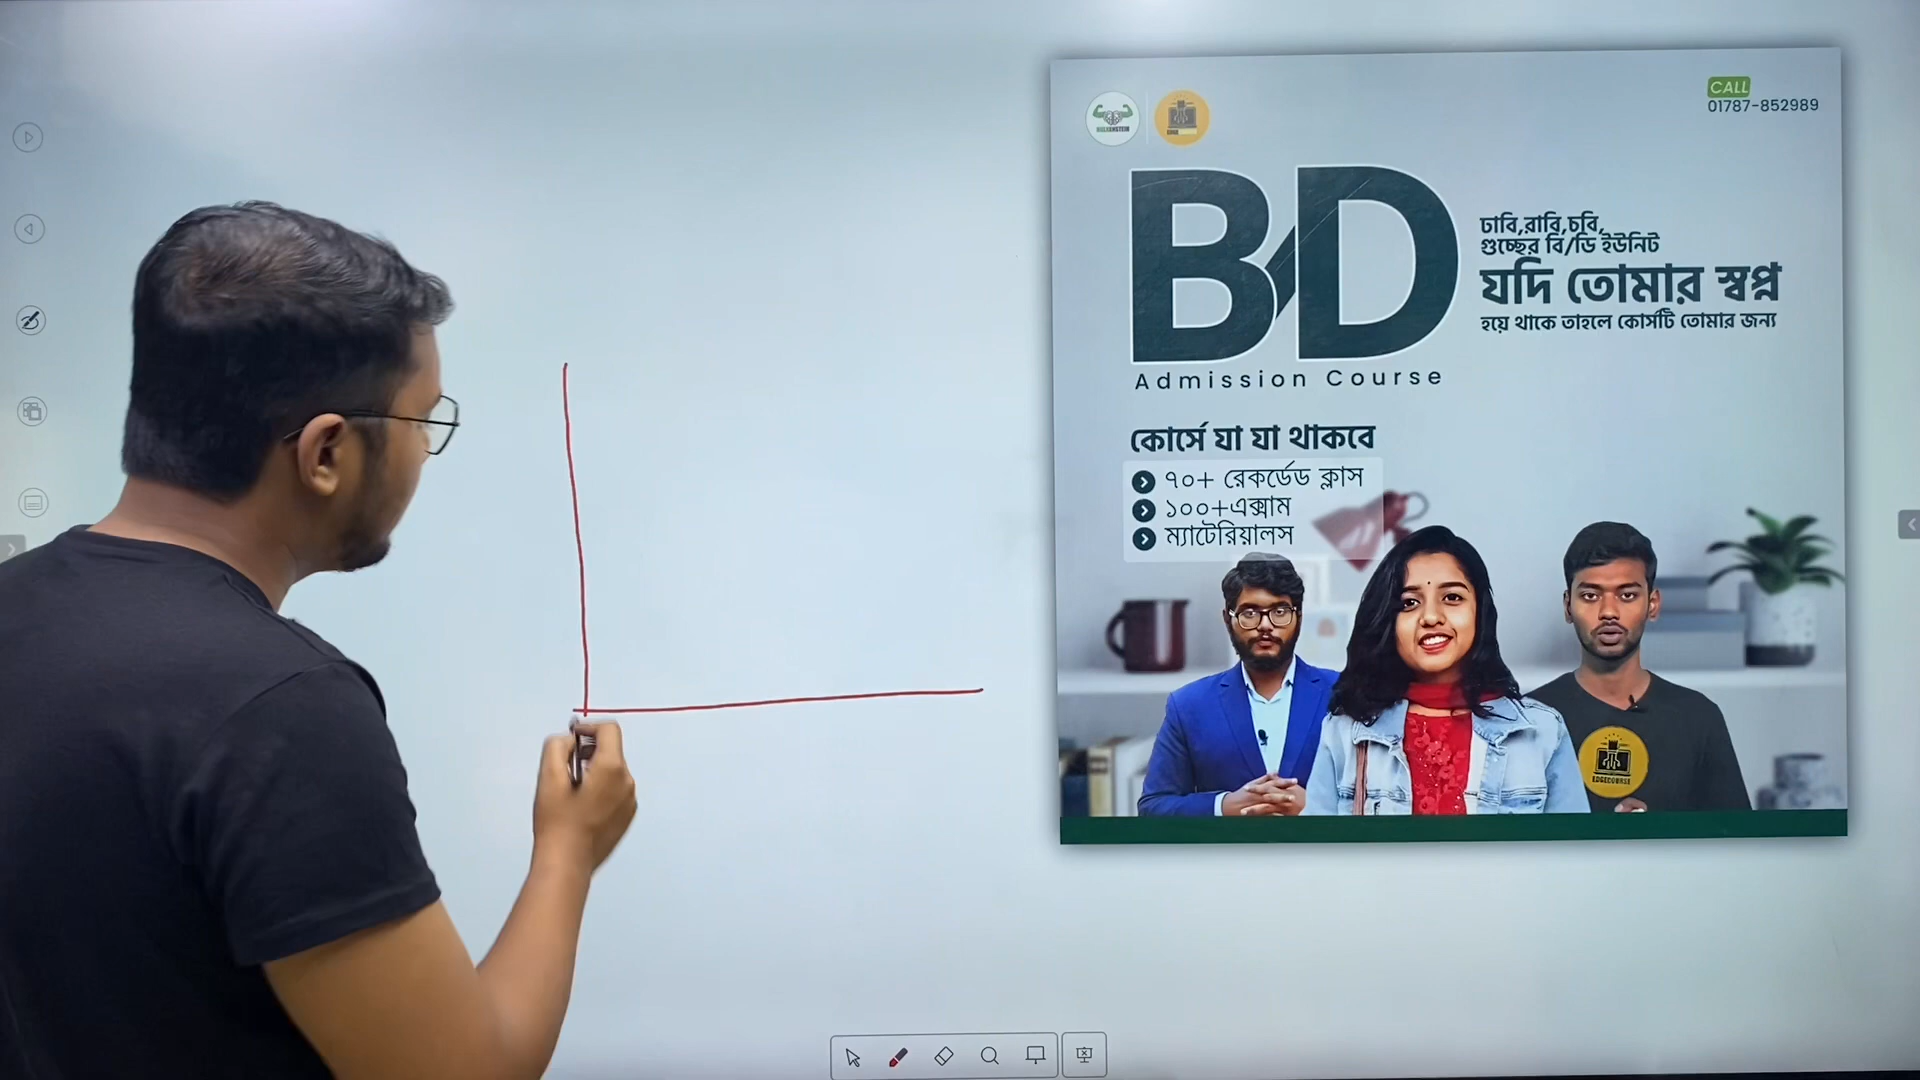 CALL
01787-852989
B/D
ঢাবি,রাবি,চবি,
গুচ্ছের বি/ডি ইউনিট
যদি তোমার স্বপ্ন
হয়ে থাকে তাহলে কোর্সটি তোমার জন্য
Admission Course
কোর্সে যা যা থাকবে
৭০+ রেকর্ডেড ক্লাস
১০০+এক্সাম
ম্যাটেরিয়ালস
EDGECOURSE